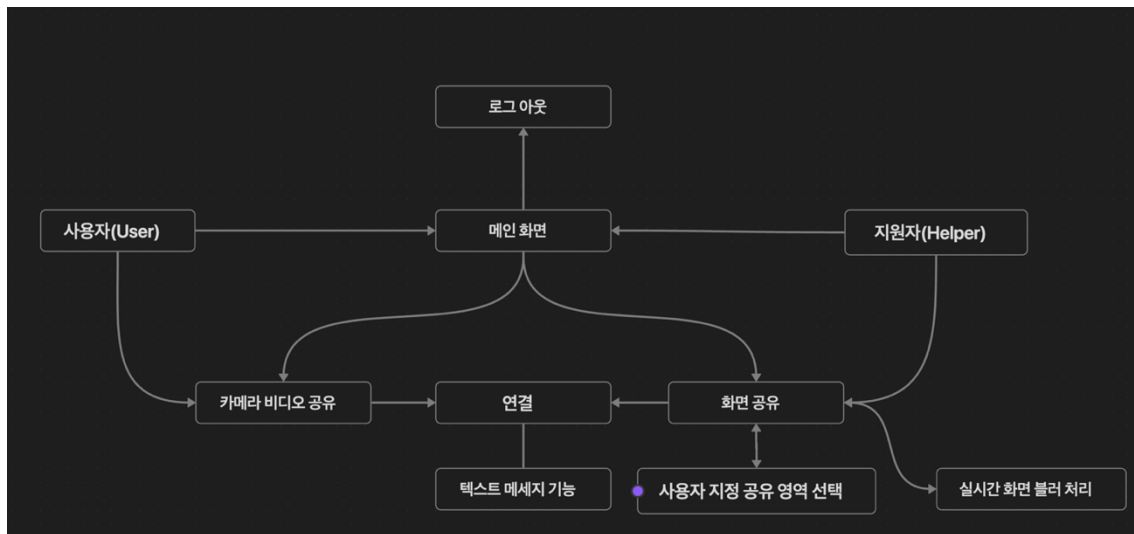 로그 아웃
사용자(User)
메인 화면
지원자(Helper)
카메라 비디오 공유
연결
화면 공유
텍스트 메세지 기능
사용자 지정 공유 영역 선택
실시간 화면 블러 처리